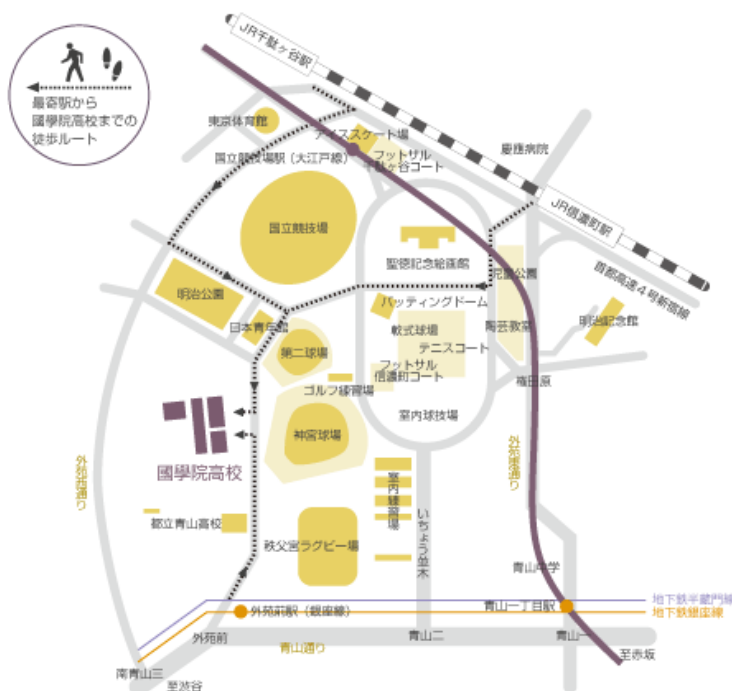 最寄駅から
國學院高校までの
徒歩ルート
JR千駄ヶ谷駅
東京体育館
アイススケート場
国立競技場駅（大江戸線）
フットサル
千駄ヶ谷コート
慶應病院
JR信濃町駅
国立競技場
聖徳記念絵画館
児童公園
首都高速4号新宿線
明治公園
バッティングドーム
日本青年館
軟式球場
陶芸教室
明治記念館
第二球場
テニスコート
フットサル
信濃町コート
権田原
ゴルフ練習場
神宮球場
室内球技場
國學院高校
外苑西通り
外苑東通り
室内練習場
いちょう並木
都立青山高校
秩父宮ラグビー場
青山中学
地下鉄半蔵門線
青山一丁目駅
外苑前駅（銀座線）
地下鉄銀座線
外苑前
青山通り
青山二
青山一
至赤坂
南青山三
至渋谷